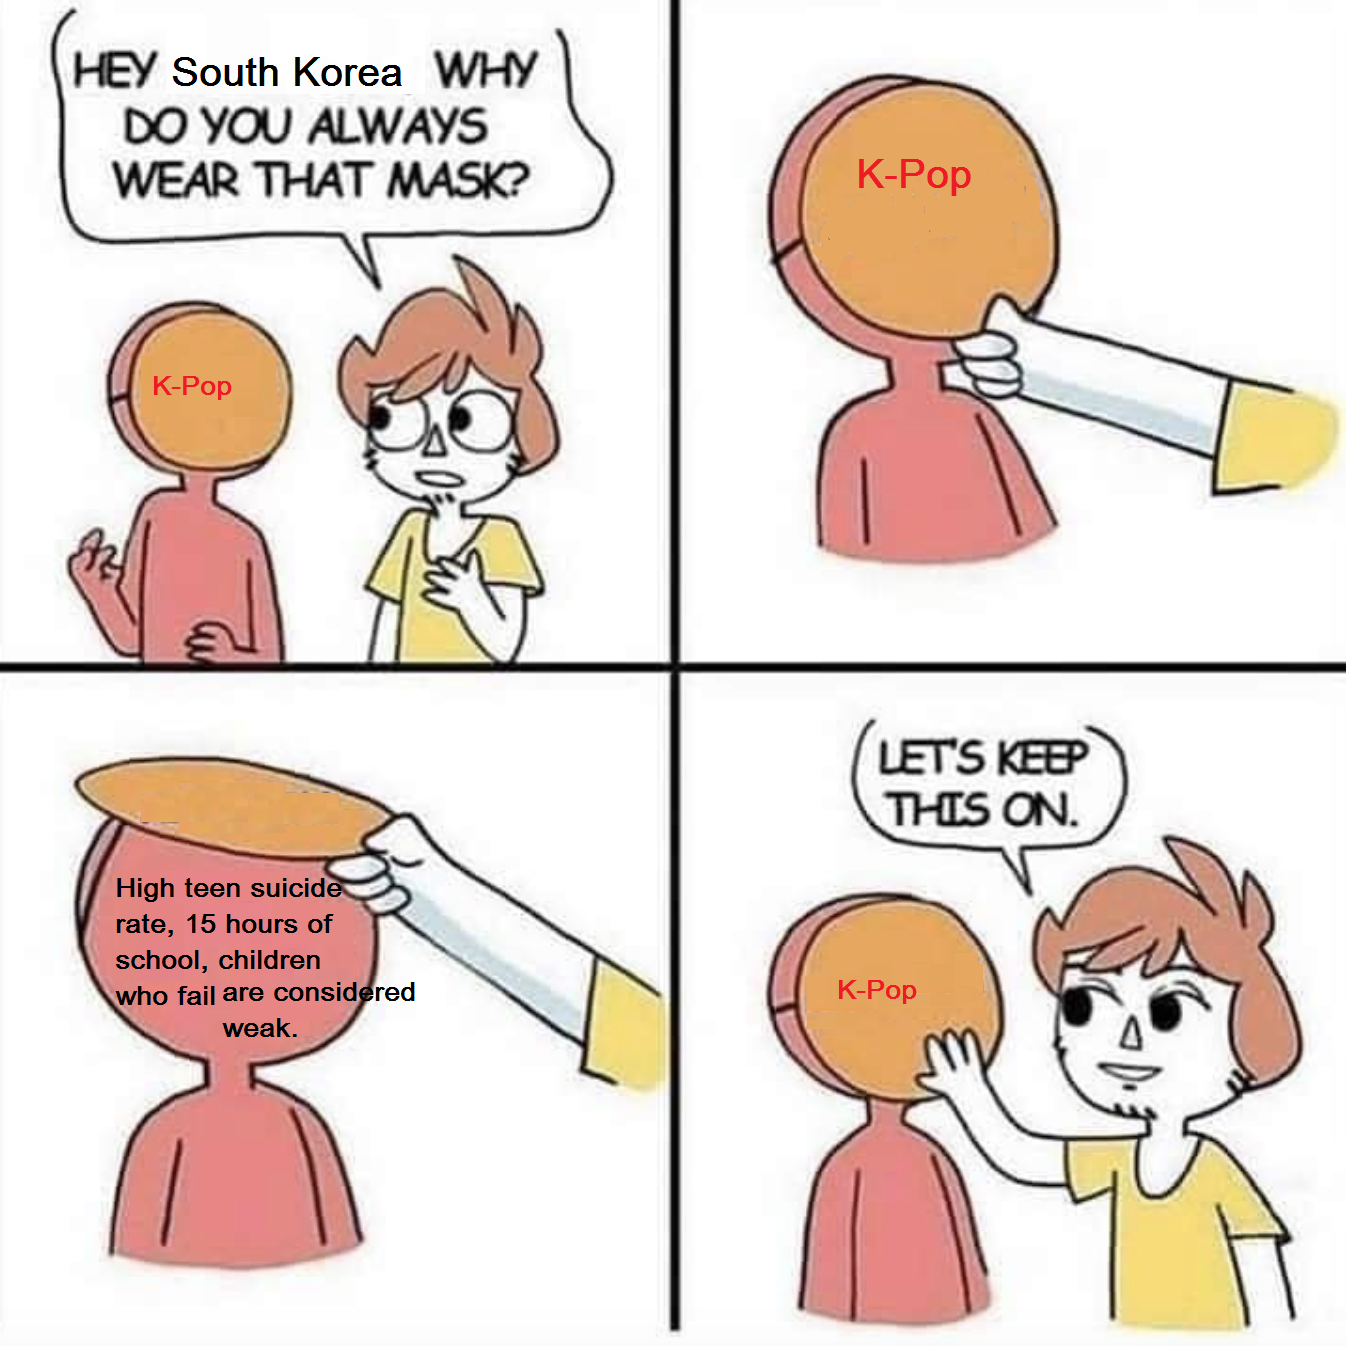 HEY South Korea WHY
DO YOU ALWAYS
WEAR THAT MASK?
K-Pop
K-Pop
High teen suicide
rate, 15 hours of
school, children
who fail are considered
weak.
LET'S KEEP
THIS ON.
K-Pop